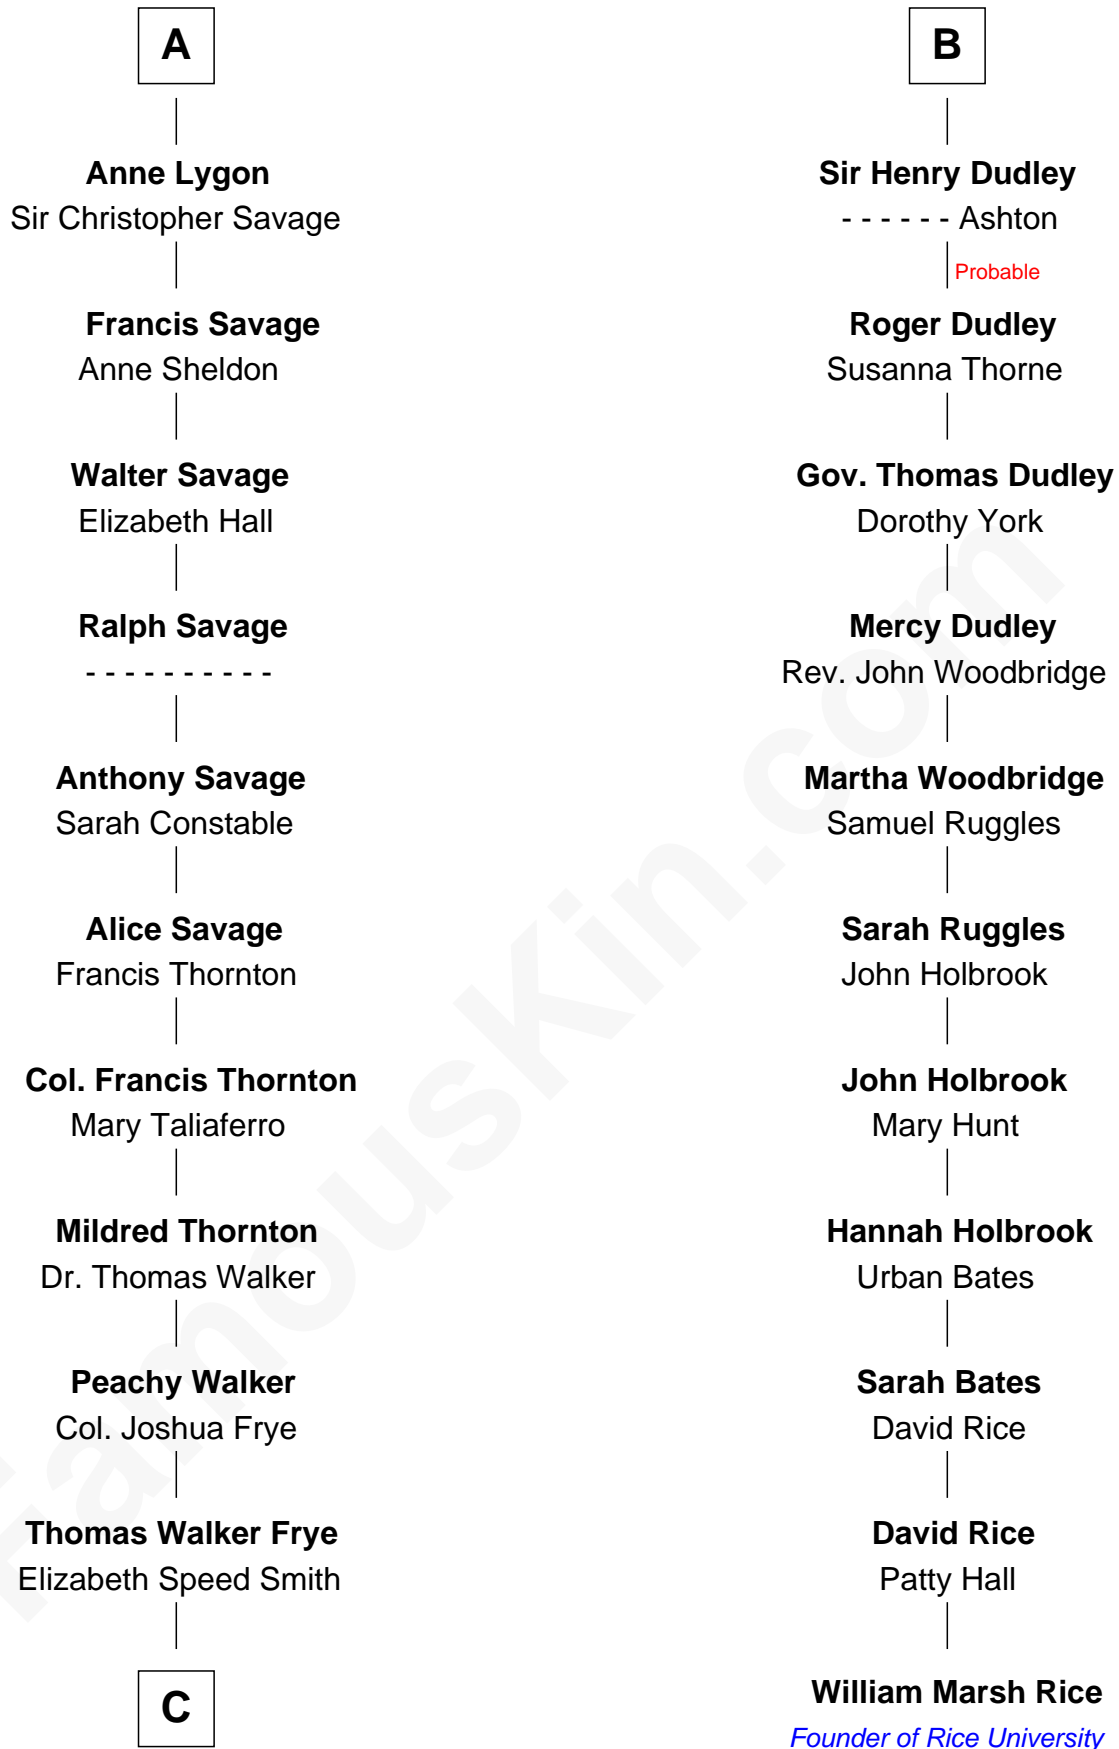 A
Anne Lygon
Sir Christopher Savage
Francis Savage
Anne Sheldon
Walter Savage
Elizabeth Hall
Ralph Savage
- - - - - - - - - -
Anthony Savage
Sarah Constable
Alice Savage
Francis Thornton
Col. Francis Thornton
Mary Taliaferro
Mildred Thornton
Dr. Thomas Walker
Peachy Walker
Col. Joshua Frye
Thomas Walker Frye
Elizabeth Speed Smith
C
B
Sir Henry Dudley
- - - - - - Ashton
Probable
Roger Dudley
Susanna Thorne
Gov. Thomas Dudley
Dorothy York
Mercy Dudley
Rev. John Woodbridge
Martha Woodbridge
Samuel Ruggles
Sarah Ruggles
John Holbrook
John Holbrook
Mary Hunt
Hannah Holbrook
Urban Bates
Sarah Bates
David Rice
David Rice
Patty Hall
William Marsh Rice
Founder of Rice University
FamousKin.com